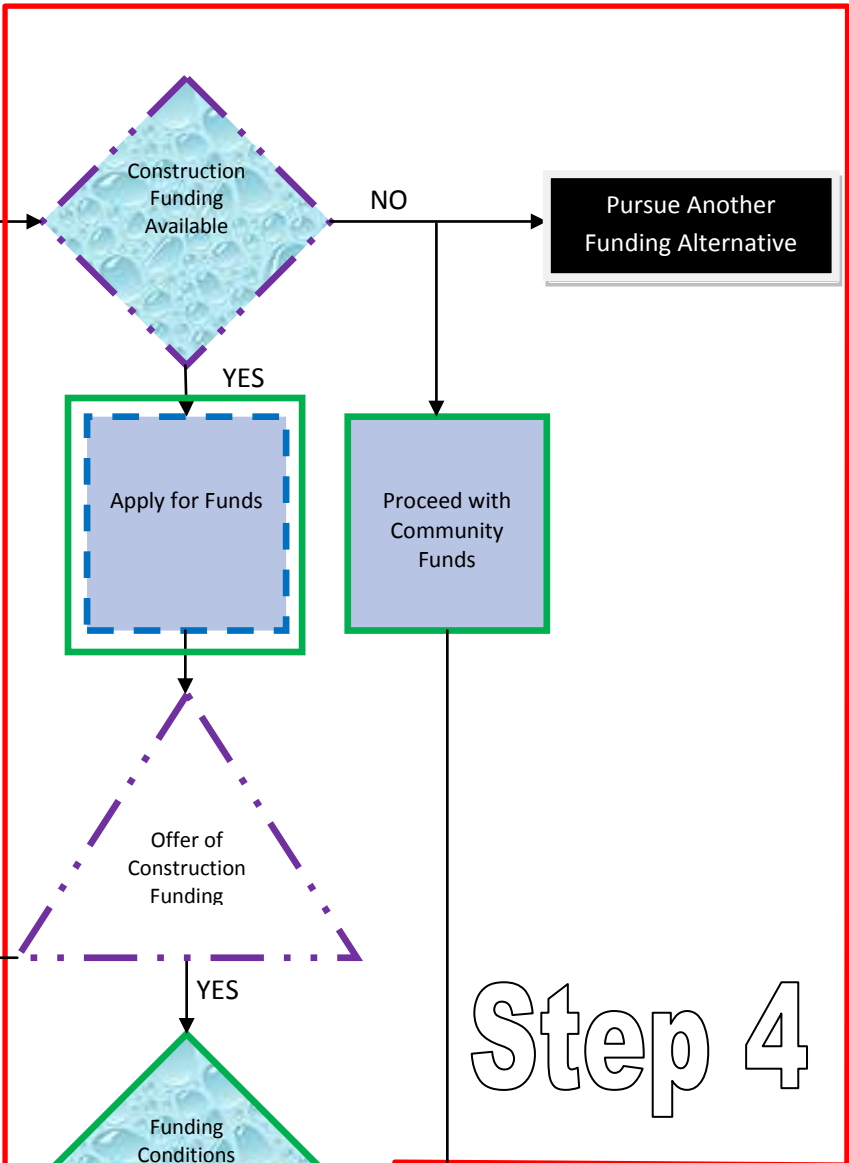 Construction
Funding
Available
NO
Pursue Another
Funding Alternative
YES
Apply for Funds
Proceed with
Community
Funds
Offer of
Construction
Funding
YES
Step 4
Funding
Conditions